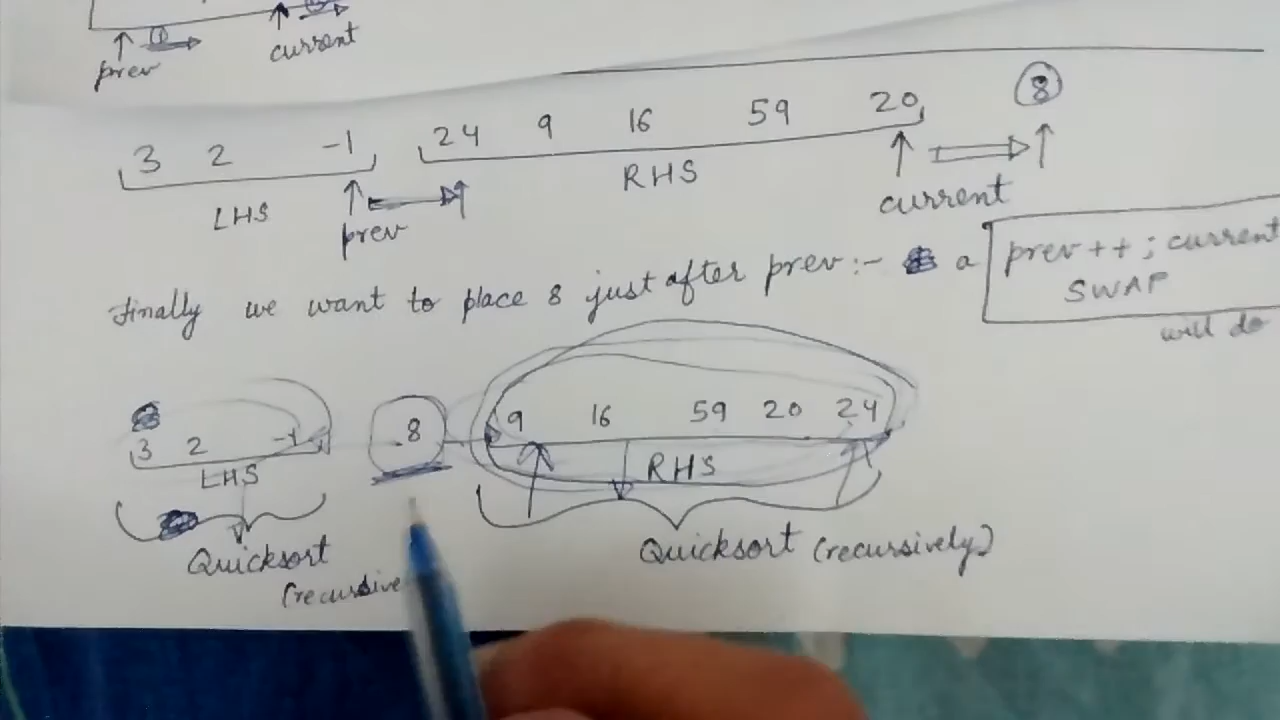 prev current
3 2 -1 24 9 16 59 20 8
LHS RHS
prev current
Finally we want to place 8 just after prev:- a prev++ ; current
SWAP
will do
3 2 -1 8 9 16 59 20 24
LHS RHS
Quicksort Quicksort (recursively)
(recursive